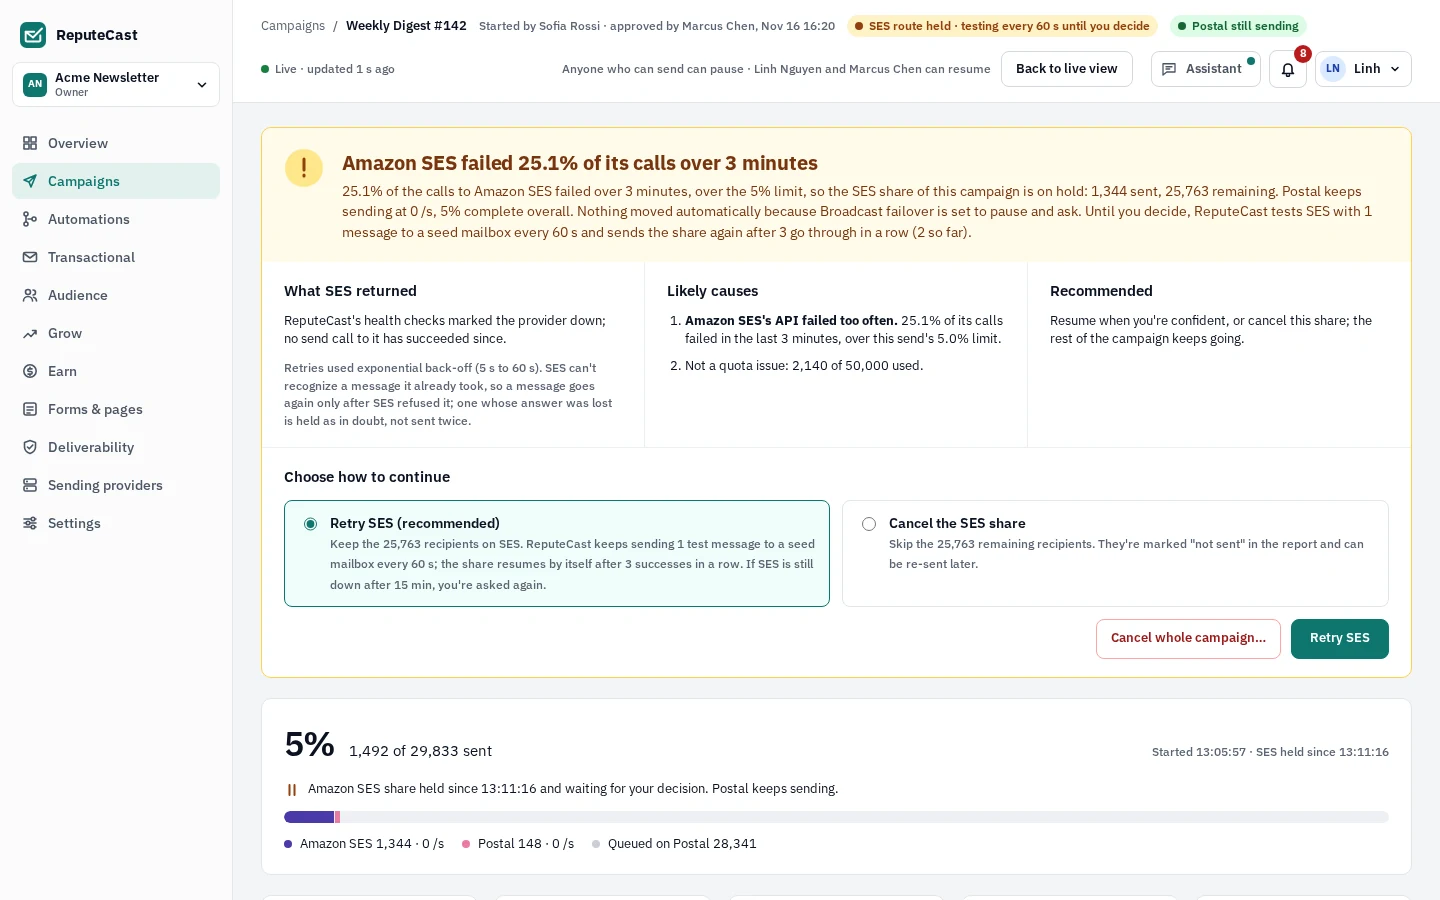 ReputeCast
AN
Acme Newsletter
Owner
Overview
Campaigns
Automations
Transactional
Audience
Grow
Earn
Forms & pages
Deliverability
Sending providers
Settings
Campaigns / Weekly Digest #142 Started by Sofia Rossi · approved by Marcus Chen, Nov 16 16:20 SES route held · testing every 60 s until you decide Postal still sending
Live · updated 1 s ago Anyone who can send can pause · Linh Nguyen and Marcus Chen can resume Back to live view Assistant 8 LN Linh
Amazon SES failed 25.1% of its calls over 3 minutes
25.1% of the calls to Amazon SES failed over 3 minutes, over the 5% limit, so the SES share of this campaign is on hold: 1,344 sent, 25,763 remaining. Postal keeps
sending at 0 /s, 5% complete overall. Nothing moved automatically because Broadcast failover is set to pause and ask. Until you decide, ReputeCast tests SES with 1
message to a seed mailbox every 60 s and sends the share again after 3 go through in a row (2 so far).
What SES returned
ReputeCast's health checks marked the provider down;
no send call to it has succeeded since.
Retries used exponential back-off (5 s to 60 s). SES can't
recognize a message it already took, so a message goes
again only after SES refused it; one whose answer was lost
is held as in doubt, not sent twice.
Likely causes
1. Amazon SES's API failed too often. 25.1% of its calls
failed in the last 3 minutes, over this send's 5.0% limit.
2. Not a quota issue: 2,140 of 50,000 used.
Recommended
Resume when you're confident, or cancel this share; the
rest of the campaign keeps going.
Choose how to continue
Retry SES (recommended)
Keep the 25,763 recipients on SES. ReputeCast keeps sending 1 test message to a seed
mailbox every 60 s; the share resumes by itself after 3 successes in a row. If SES is still
down after 15 min, you're asked again.
Cancel the SES share
Skip the 25,763 remaining recipients. They're marked "not sent" in the report and can
be re-sent later.
Cancel whole campaign... Retry SES
5% 1,492 of 29,833 sent Started 13:05:57 · SES held since 13:11:16
Amazon SES share held since 13:11:16 and waiting for your decision. Postal keeps sending.
Amazon SES 1,344 · 0 /s Postal 148 · 0 /s Queued on Postal 28,341